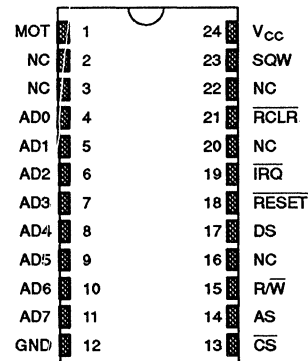 MOT 1 24 VCC
NC 2 23 SQW
NC 3 22 NC
AD0 4 21 RCLR
AD1 5 20 NC
AD2 6 19 IRQ
AD3 7 18 RESET
AD4 8 17 DS
AD5 9 16 NC
AD6 10 15 R/W
AD7 11 14 AS
GND 12 13 CS